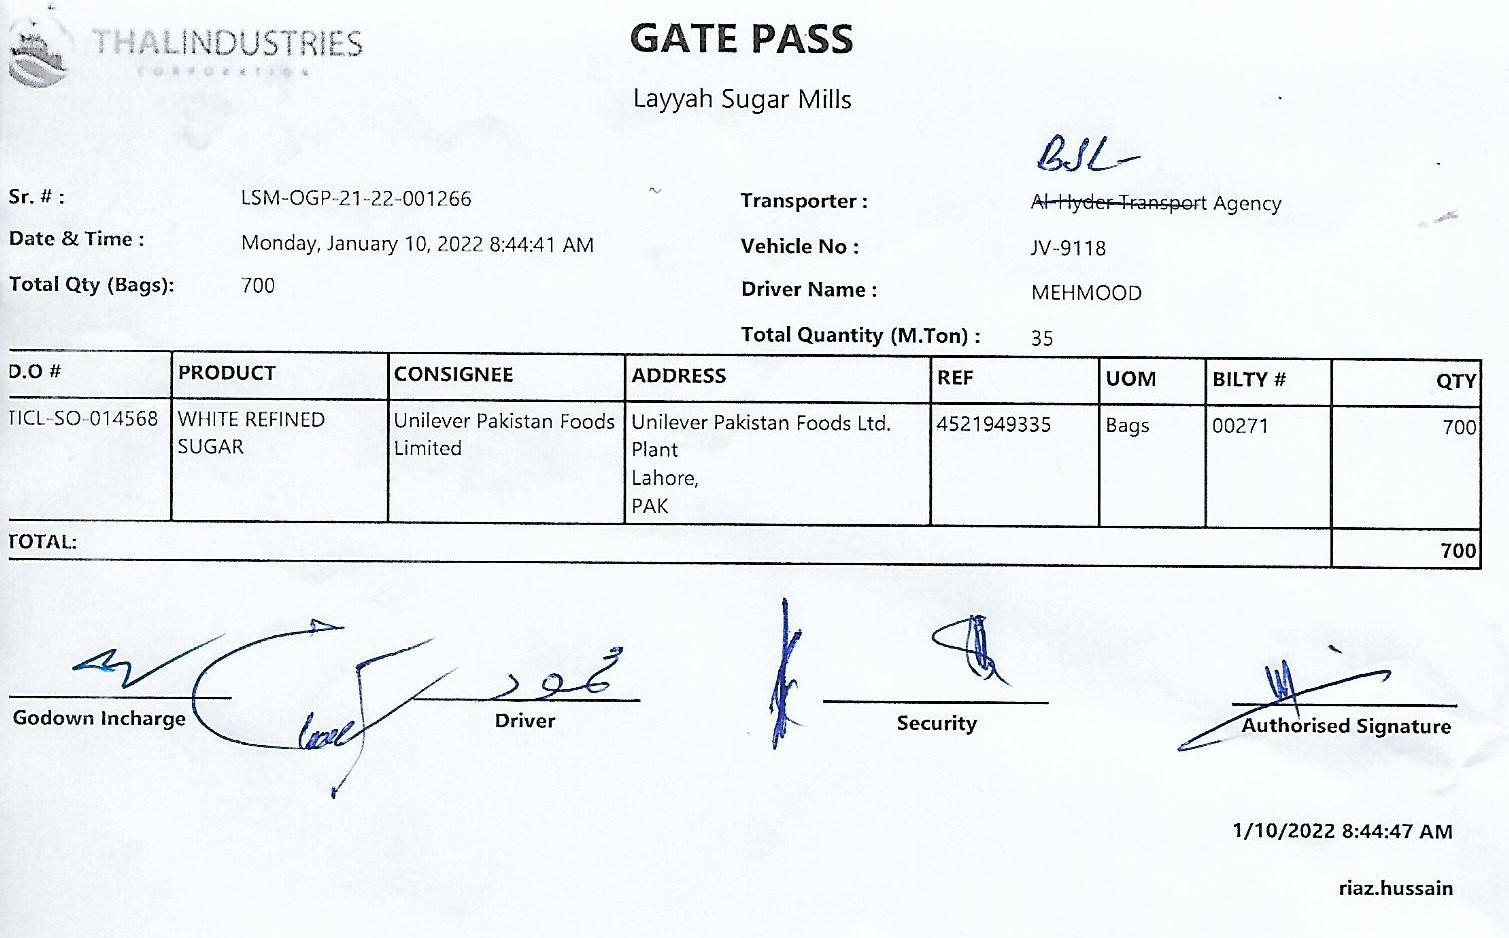 THALINDUSTRIES
CORPORATION
GATE PASS
Layyah Sugar Mills
BSL
Sr. # : LSM-OGP-21-22-001266
Transporter : Al-Hyder Transport Agency
Date & Time : Monday, January 10, 2022 8:44:41 AM
Vehicle No : JV-9118
Total Qty (Bags): 700
Driver Name : MEHMOOD
Total Quantity (M.Ton) : 35
D.O # PRODUCT CONSIGNEE ADDRESS REF UOM BILTY # QTY
TICL-SO-014568 WHITE REFINED Unilever Pakistan Foods Unilever Pakistan Foods Ltd. 4521949335 Bags 00271 700
SUGAR Limited Plant
Lahore,
PAK
TOTAL: 700
محمود
Godown Incharge Driver Security Authorised Signature
1/10/2022 8:44:47 AM
riaz.hussain